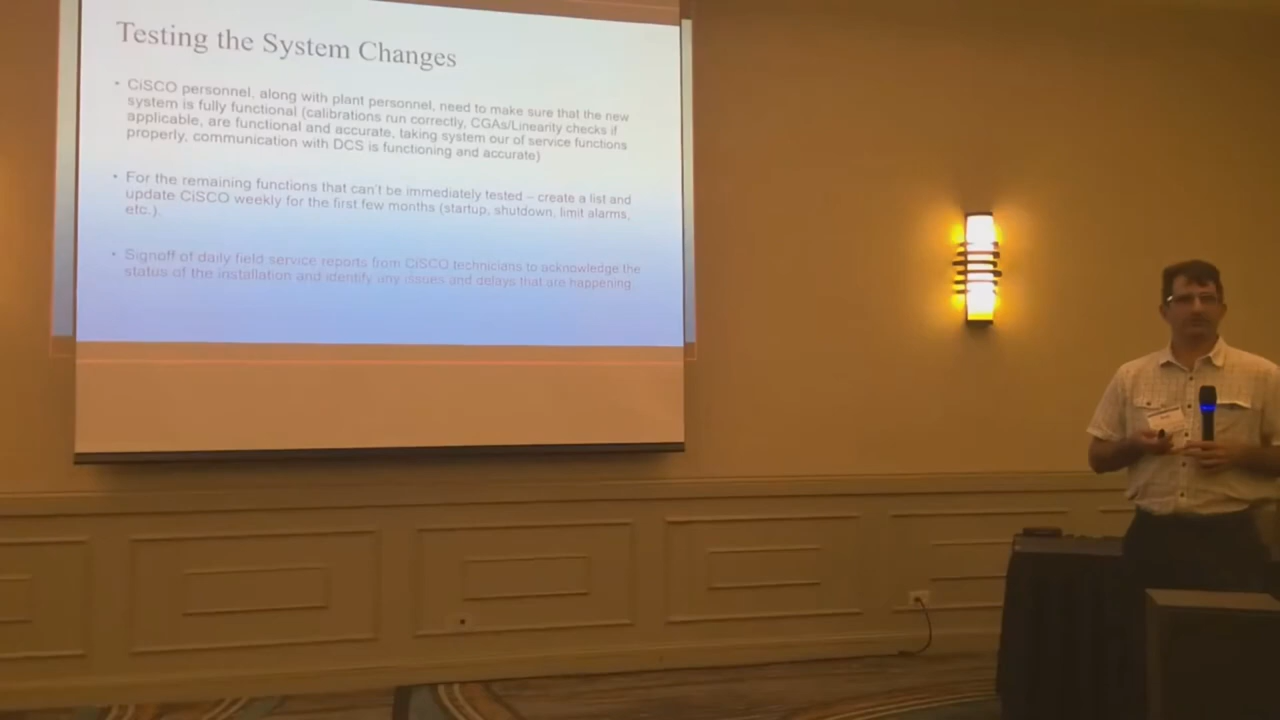 Testing the System Changes
• CiSCO personnel, along with plant personnel, need to make sure that the new
system is fully functional (calibrations run correctly, CGAs/Linearity checks if
applicable, are functional and accurate, taking system our of service functions
properly, communication with DCS is functioning and accurate)
• For the remaining functions that can't be immediately tested – create a list and
update CiSCO weekly for the first few months (startup, shutdown, limit alarms,
etc.).
• Signoff of daily field service reports from CiSCO technicians to acknowledge the
status of the installation and identify any issues and delays that are happening.